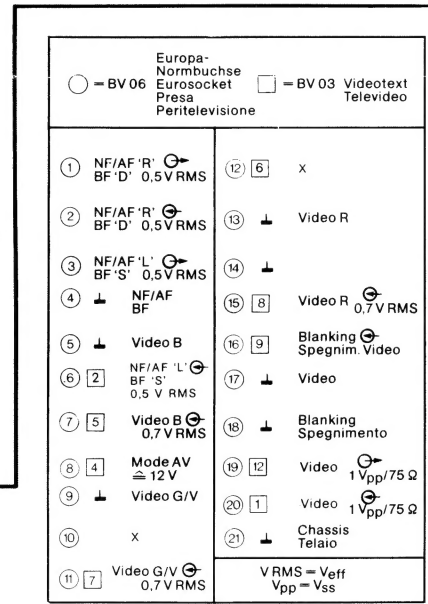 Europa-
Normbuchse
= BV 06 Eurosocket = BV 03 Videotext
Presa Televideo
Peritelevisione
1 NF/AF 'R'
BF 'D' 0,5 V RMS
2 NF/AF 'R'
BF 'D' 0,5 V RMS
3 NF/AF 'L'
BF 'S' 0,5 V RMS
4 NF/AF
BF
5 Video B
6 2 NF/AF 'L'
BF 'S'
0,5 V RMS
7 5 Video B
0,7 V RMS
8 4 Mode AV
≙ 12 V
9 Video G/V
10 X
11 7 Video G/V
0,7 V RMS
12 6 X
13 Video R
14
15 8 Video R
0,7 V RMS
16 9 Blanking
Spegnim. Video
17 Video
18 Blanking
Spegnimento
19 12 Video
1 Vpp/75 Ω
20 1 Video
1 Vpp/75 Ω
21 Chassis
Telaio
V RMS = Veff
Vpp = Vss